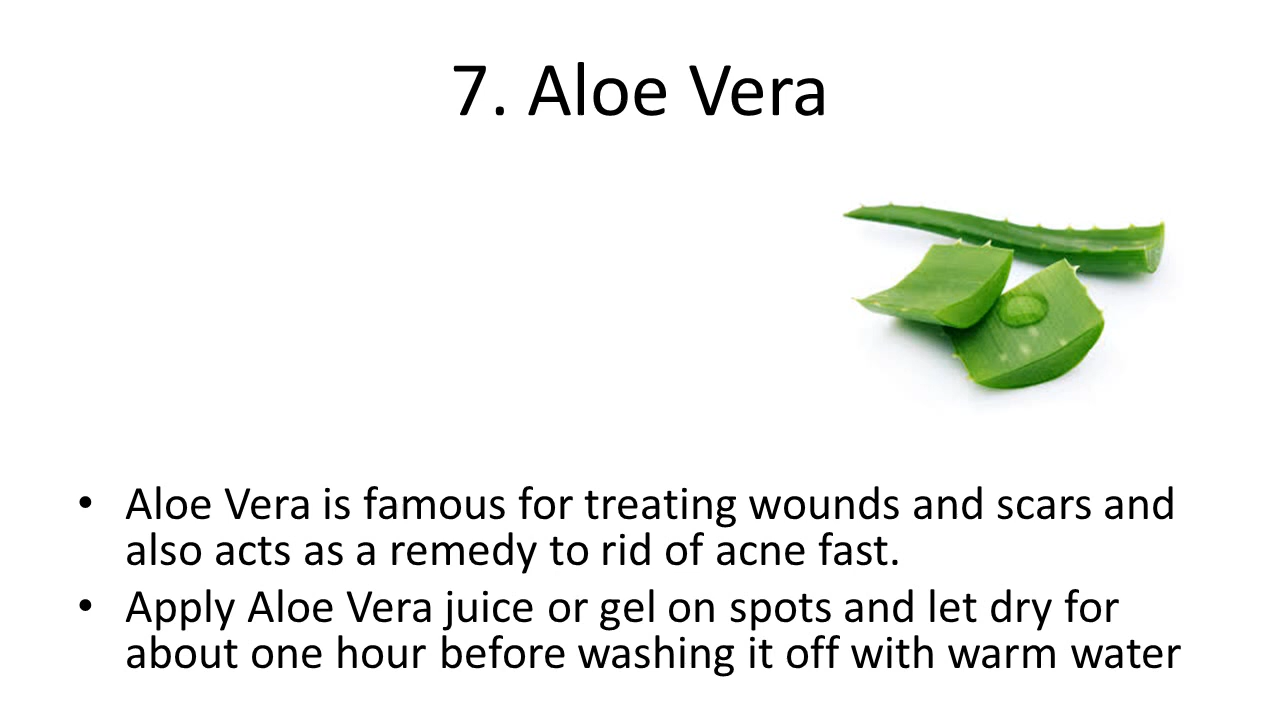 7. Aloe Vera
• Aloe Vera is famous for treating wounds and scars and
also acts as a remedy to rid of acne fast.
• Apply Aloe Vera juice or gel on spots and let dry for
about one hour before washing it off with warm water